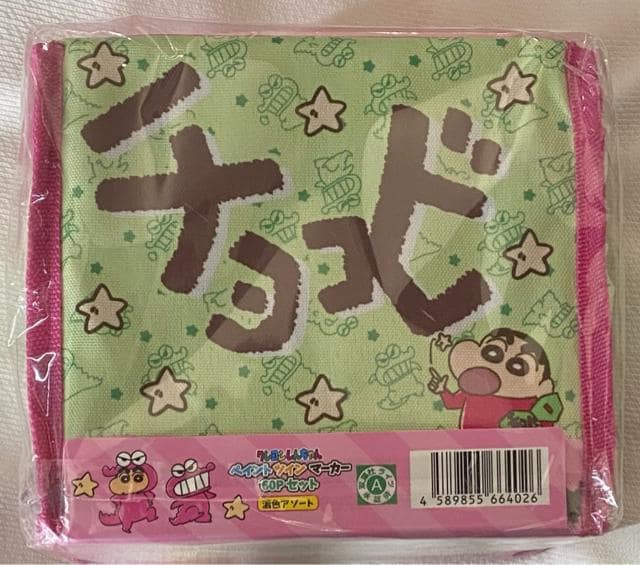 チョコビ
クレヨンしんちゃん
ペイントツインマーカー
60Pセット
濃色アソート
A
4 589855 664026